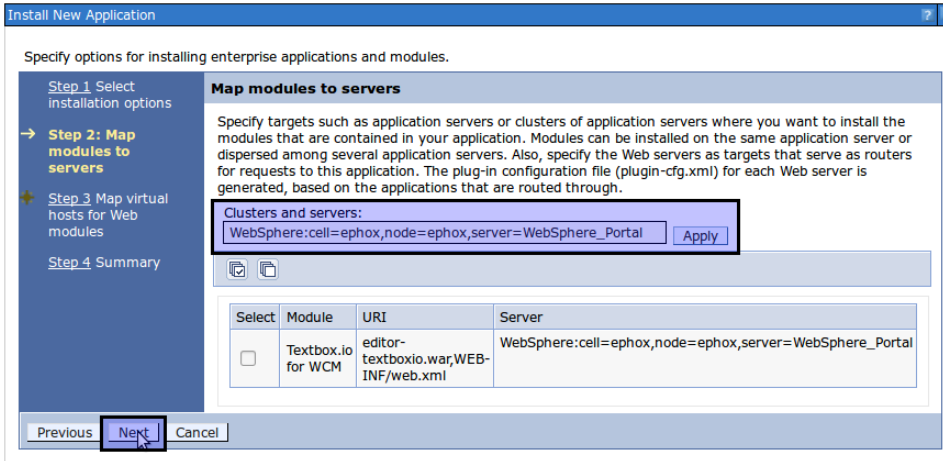 Install New Application
?
Specify options for installing enterprise applications and modules.
Step 1 Select
installation options
Step 2: Map
modules to
servers
Step 3 Map virtual
hosts for Web
modules
Step 4 Summary
Map modules to servers
Specify targets such as application servers or clusters of application servers where you want to install the
modules that are contained in your application. Modules can be installed on the same application server or
dispersed among several application servers. Also, specify the Web servers as targets that serve as routers
for requests to this application. The plug-in configuration file (plugin-cfg.xml) for each Web server is
generated, based on the applications that are routed through.
Clusters and servers:
WebSphere:cell=ephox,node=ephox,server=WebSphere_Portal
Apply
Select Module URI Server
Textbox.io
for WCM
editor-
textboxio.war,WEB-
INF/web.xml
WebSphere:cell=ephox,node=ephox,server=WebSphere_Portal
Previous Next Cancel